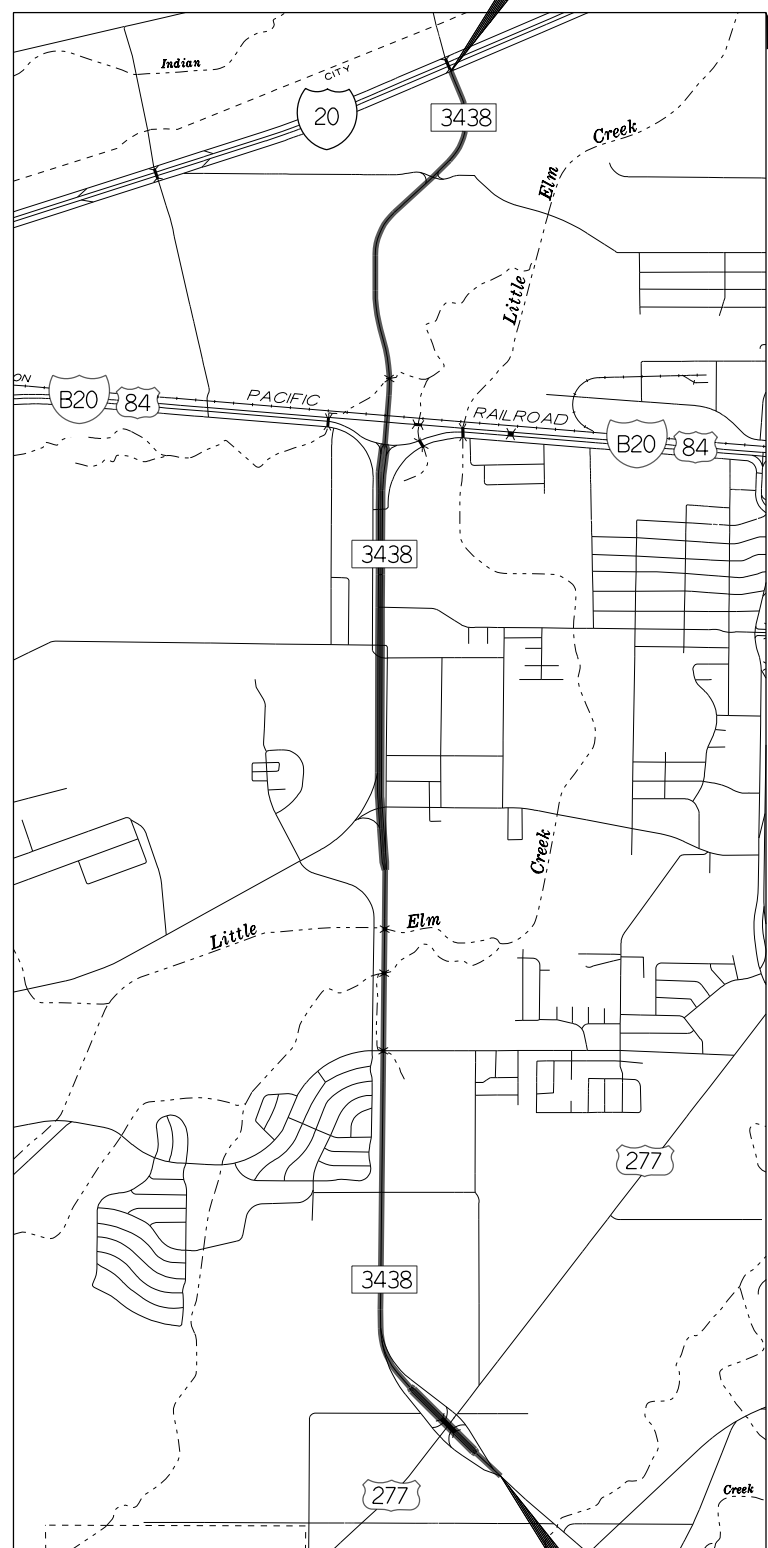 Indian
CITY
20
3438
Creek
Elm
Little
ON
B20
84
PACIFIC
RAILROAD
B20
84
3438
Creek
Little
Elm
277
3438
277
Creek